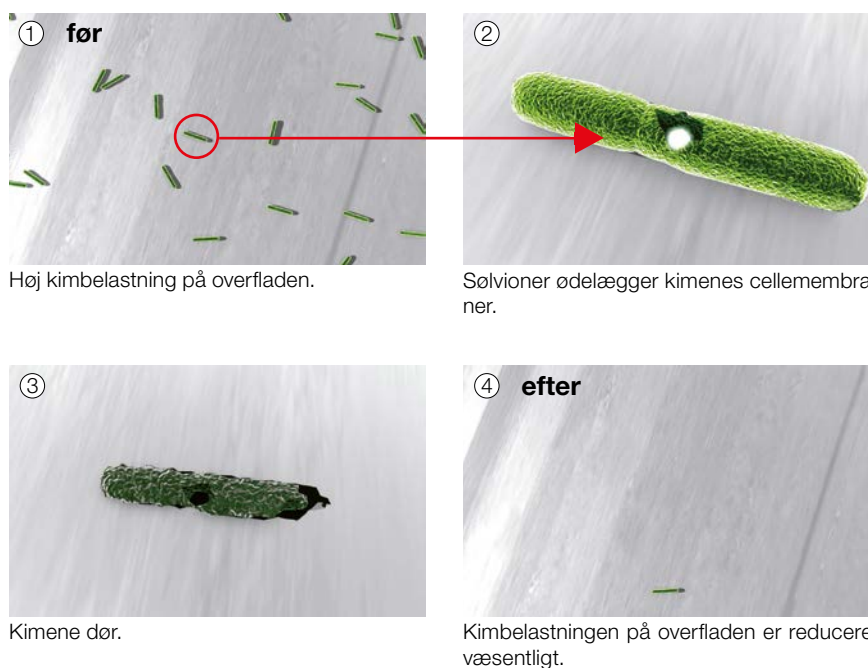 ① før
Høj kimbelastning på overfladen.
②
Sølvioner ødelægger kimenes cellemembra
ner.
③
Kimene dør.
④ efter
Kimbelastningen på overfladen er reducere
væsentligt.